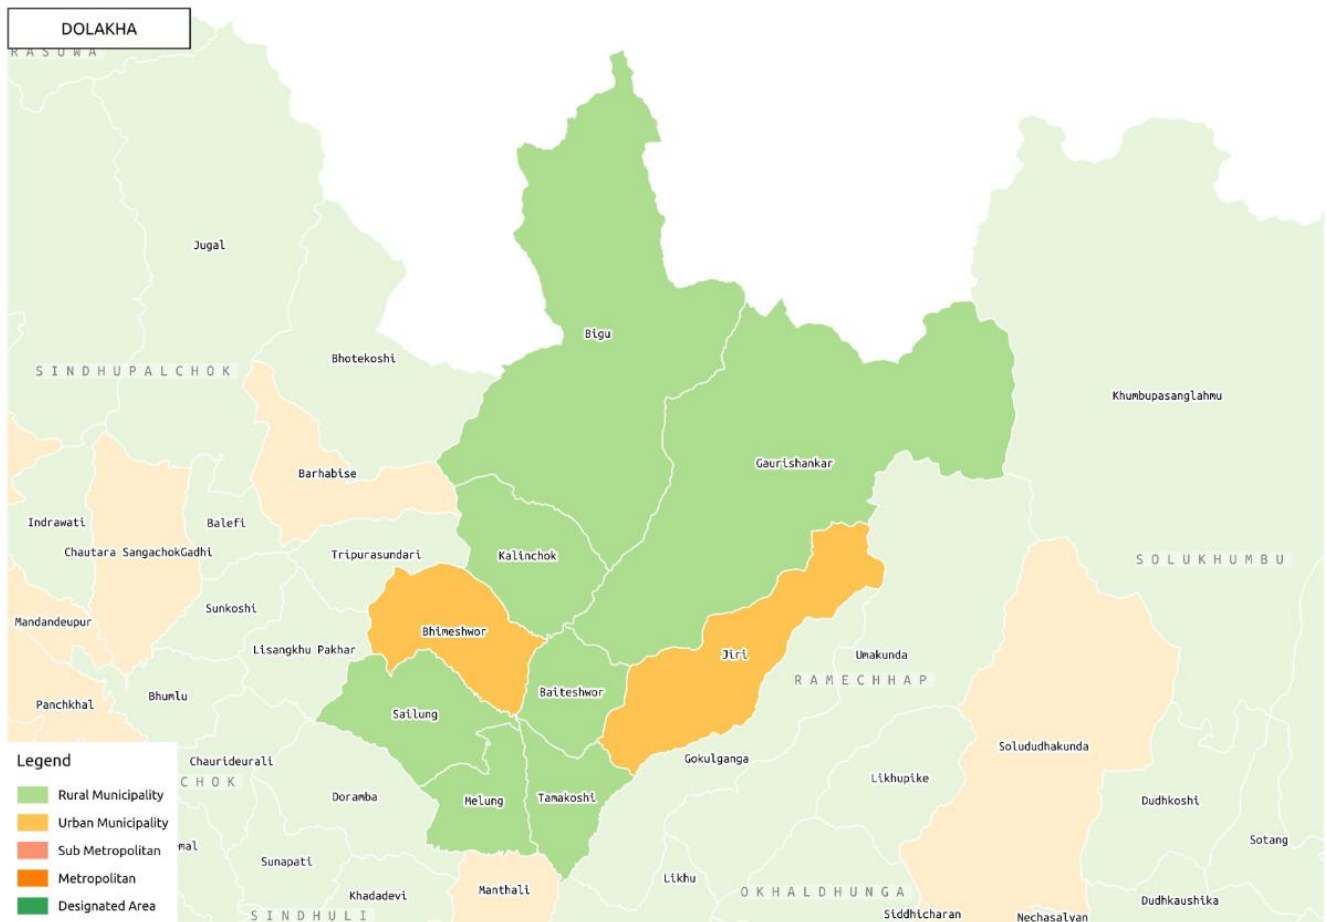 DOLAKHA
RASUWA
Jugal
Bigu
Bhotekoshi
SINDHUPALCHOK
Khumbupasanglahmu
Gaurishankar
Barhabise
Indrawati
Balefi
Chautara SangachokGadhi
Tripurasundari
Kalinchok
SOLUKHUMBU
Sunkoshi
Mandandeupur
Bhimeshwor
Lisangkhu Pakhar
Jiri
Umakunda
RAMECHHAP
Baiteshwor
Bhumlu
Panchkhal
Sailung
Solududhakunda
Gokulganga
Chaurideurali
Likhupike
CHOK
Doramba
Melung
Tamakoshi
Dudhkoshi
Sotang
mal
Sunapati
Likhu
Manthali
Khadadevi
OKHALDHUNGA
Dudhkaushika
SINDHULI
Siddhicharan
Nechasalyan
Legend
Rural Municipality
Urban Municipality
Sub Metropolitan
Metropolitan
Designated Area